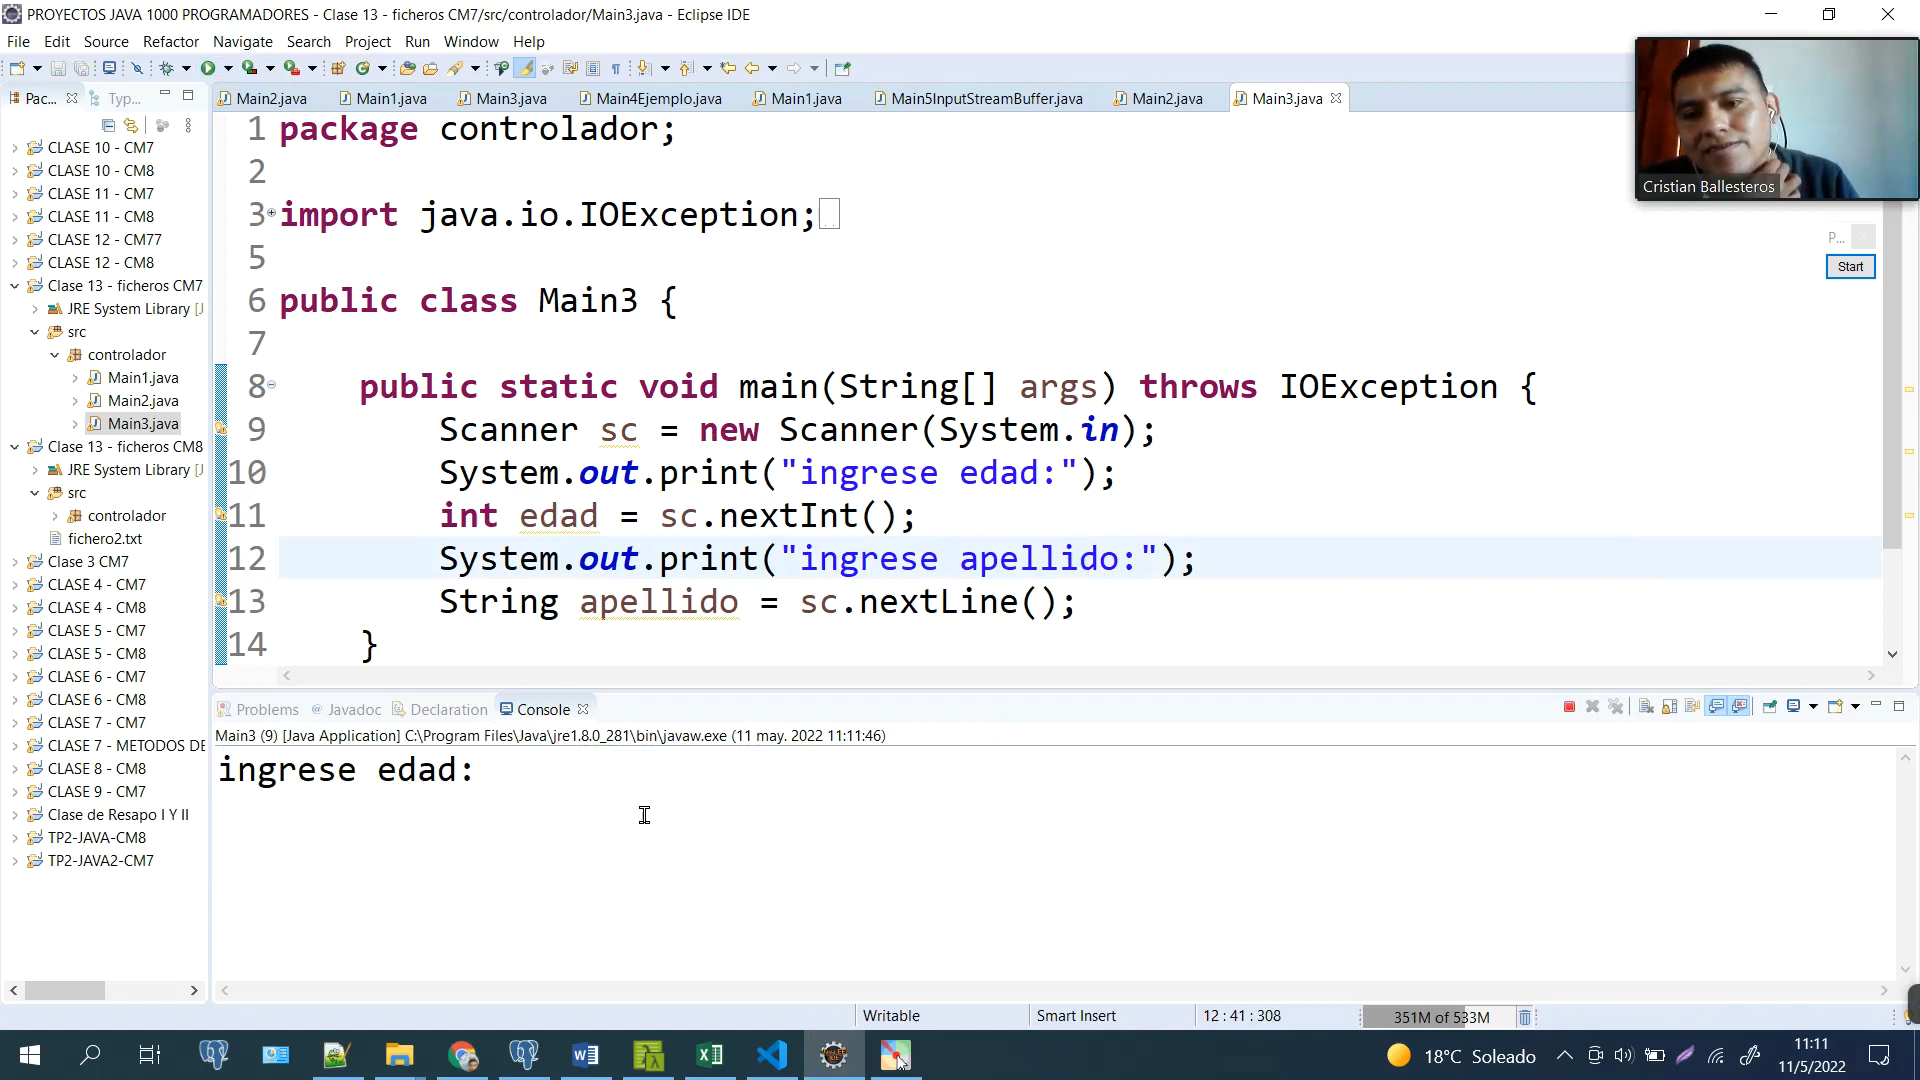 PROYECTOS JAVA 1000 PROGRAMADORES - Clase 13 - ficheros CM7/src/controlador/Main3.java - Eclipse IDE
File Edit Source Refactor Navigate Search Project Run Window Help
Pac... Typ...
Main2.java Main1.java Main3.java Main4Ejemplo.java Main1.java Main5InputStreamBuffer.java Main2.java Main3.java
CLASE 10 - CM7
CLASE 10 - CM8
CLASE 11 - CM7
CLASE 11 - CM8
CLASE 12 - CM77
CLASE 12 - CM8
Clase 13 - ficheros CM7
JRE System Library [J
src
controlador
Main1.java
Main2.java
Main3.java
Clase 13 - ficheros CM8
JRE System Library [J
src
controlador
fichero2.txt
Clase 3 CM7
CLASE 4 - CM7
CLASE 4 - CM8
CLASE 5 - CM7
CLASE 5 - CM8
CLASE 6 - CM7
CLASE 6 - CM8
CLASE 7 - CM7
CLASE 7 - METODOS DE
CLASE 8 - CM8
CLASE 9 - CM7
Clase de Resapo I Y II
TP2-JAVA-CM8
TP2-JAVA2-CM7
1 package controlador;
2
3 import java.io.IOException;
5
6 public class Main3 {
7
8 public static void main(String[] args) throws IOException {
9 Scanner sc = new Scanner(System.in);
10 System.out.print("ingrese edad:");
11 int edad = sc.nextInt();
12 System.out.print("ingrese apellido:");
13 String apellido = sc.nextLine();
14 }
Cristian Ballesteros
P...
Start
Problems Javadoc Declaration Console
Main3 (9) [Java Application] C:\Program Files\Java\jre1.8.0_281\bin\javaw.exe (11 may. 2022 11:11:46)
ingrese edad:
Writable Smart Insert 12 : 41 : 308 351M of 533M
18°C Soleado
11:11
11/5/2022